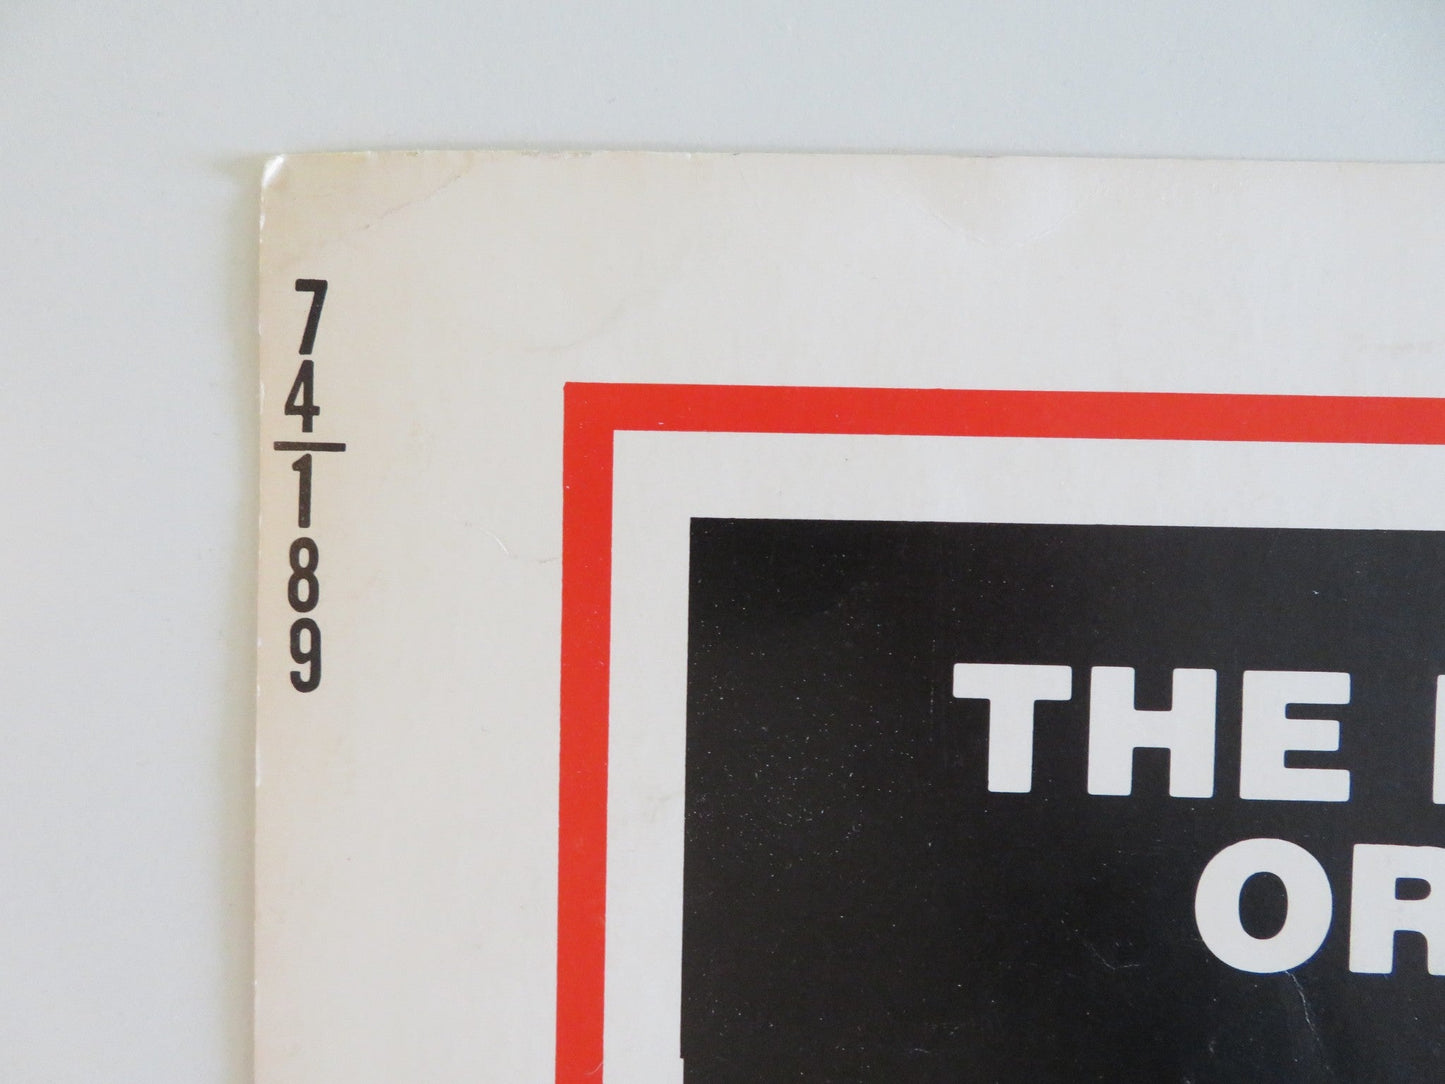 74/189
THE
OR